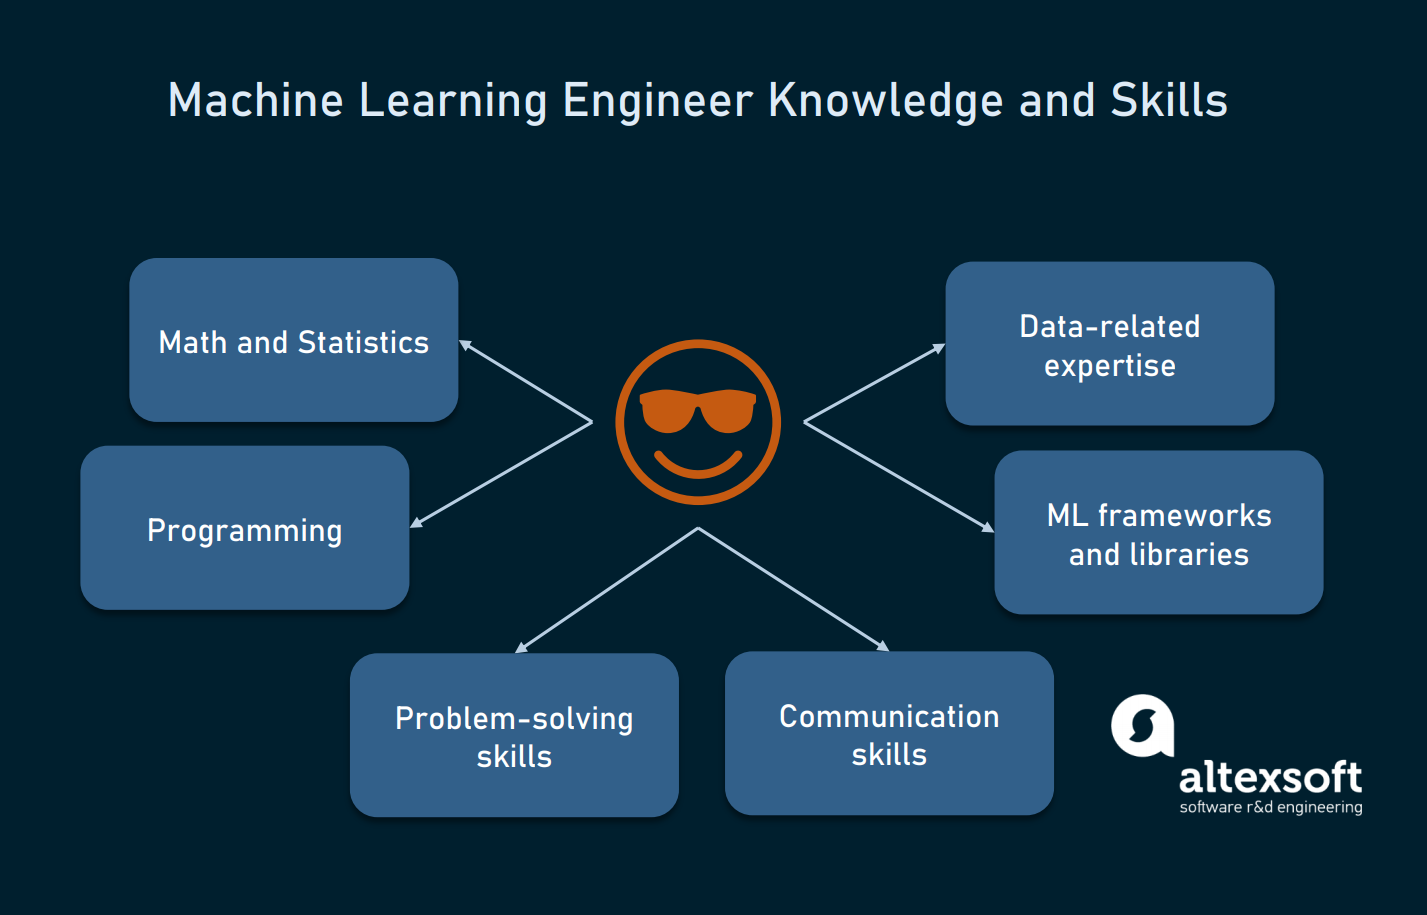 Machine Learning Engineer Knowledge and Skills
Math and Statistics
Programming
Problem-solving
skills
Communication
skills
Data-related
expertise
ML frameworks
and libraries
altexsoft
software r&d engineering